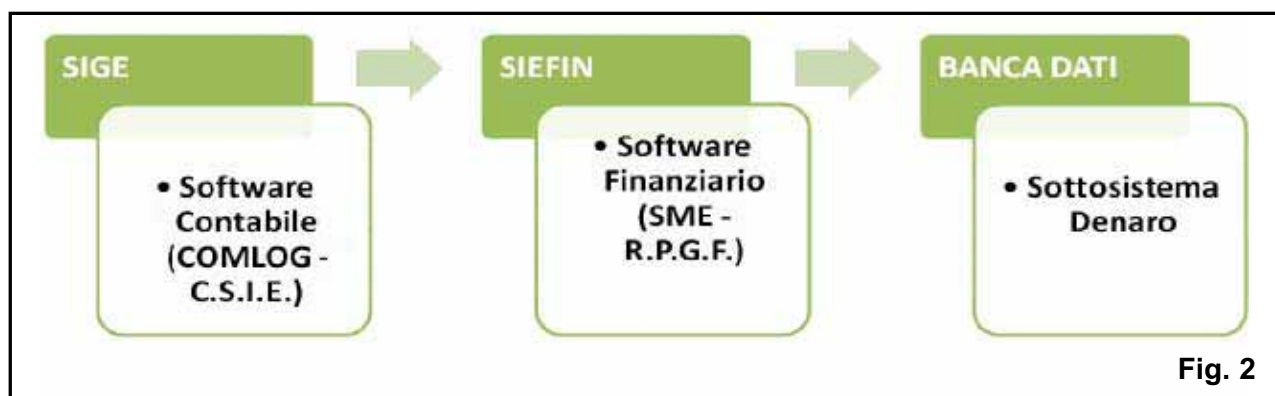 SIGE
• Software
Contabile
(COMLOG -
C.S.I.E.)
SIEFIN
• Software
Finanziario
(SME -
R.P.G.F.)
BANCA DATI
• Sottosistema
Denaro
Fig. 2